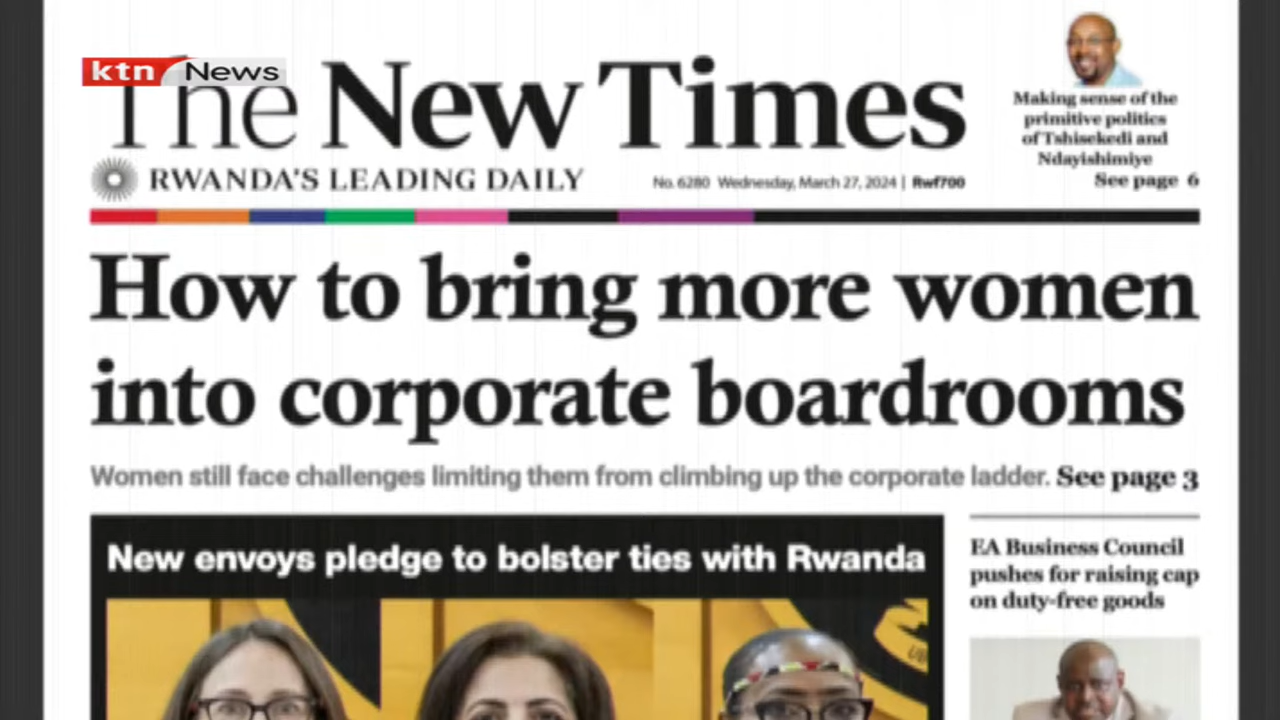 ktn News
The New Times
RWANDA'S LEADING DAILY
No. 6280 Wednesday, March 27, 2024 | Rwf700
Making sense of the
primitive politics
of Tshisekedi and
Ndayishimiye
See page 6
How to bring more women
into corporate boardrooms
Women still face challenges limiting them from climbing up the corporate ladder. See page 3
New envoys pledge to bolster ties with Rwanda
EA Business Council
pushes for raising cap
on duty-free goods